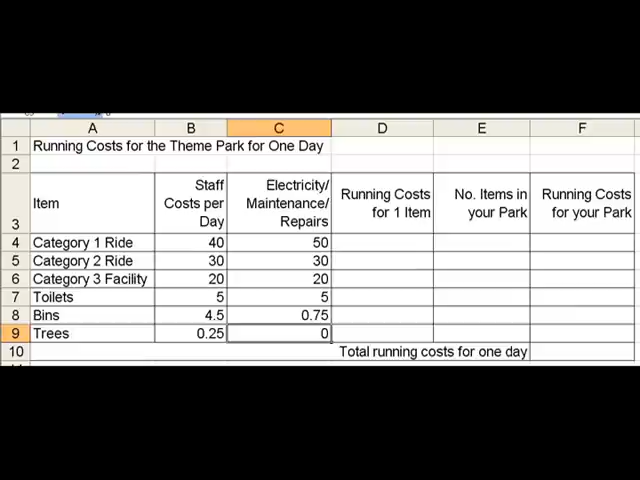 A B C D E F
1 Running Costs for the Theme Park for One Day
2
3 Item Staff Costs per Day Electricity/ Maintenance/ Repairs Running Costs for 1 Item No. Items in your Park Running Costs for your Park
4 Category 1 Ride 40 50
5 Category 2 Ride 30 30
6 Category 3 Facility 20 20
7 Toilets 5 5
8 Bins 4.5 0.75
9 Trees 0.25 0
10 Total running costs for one day